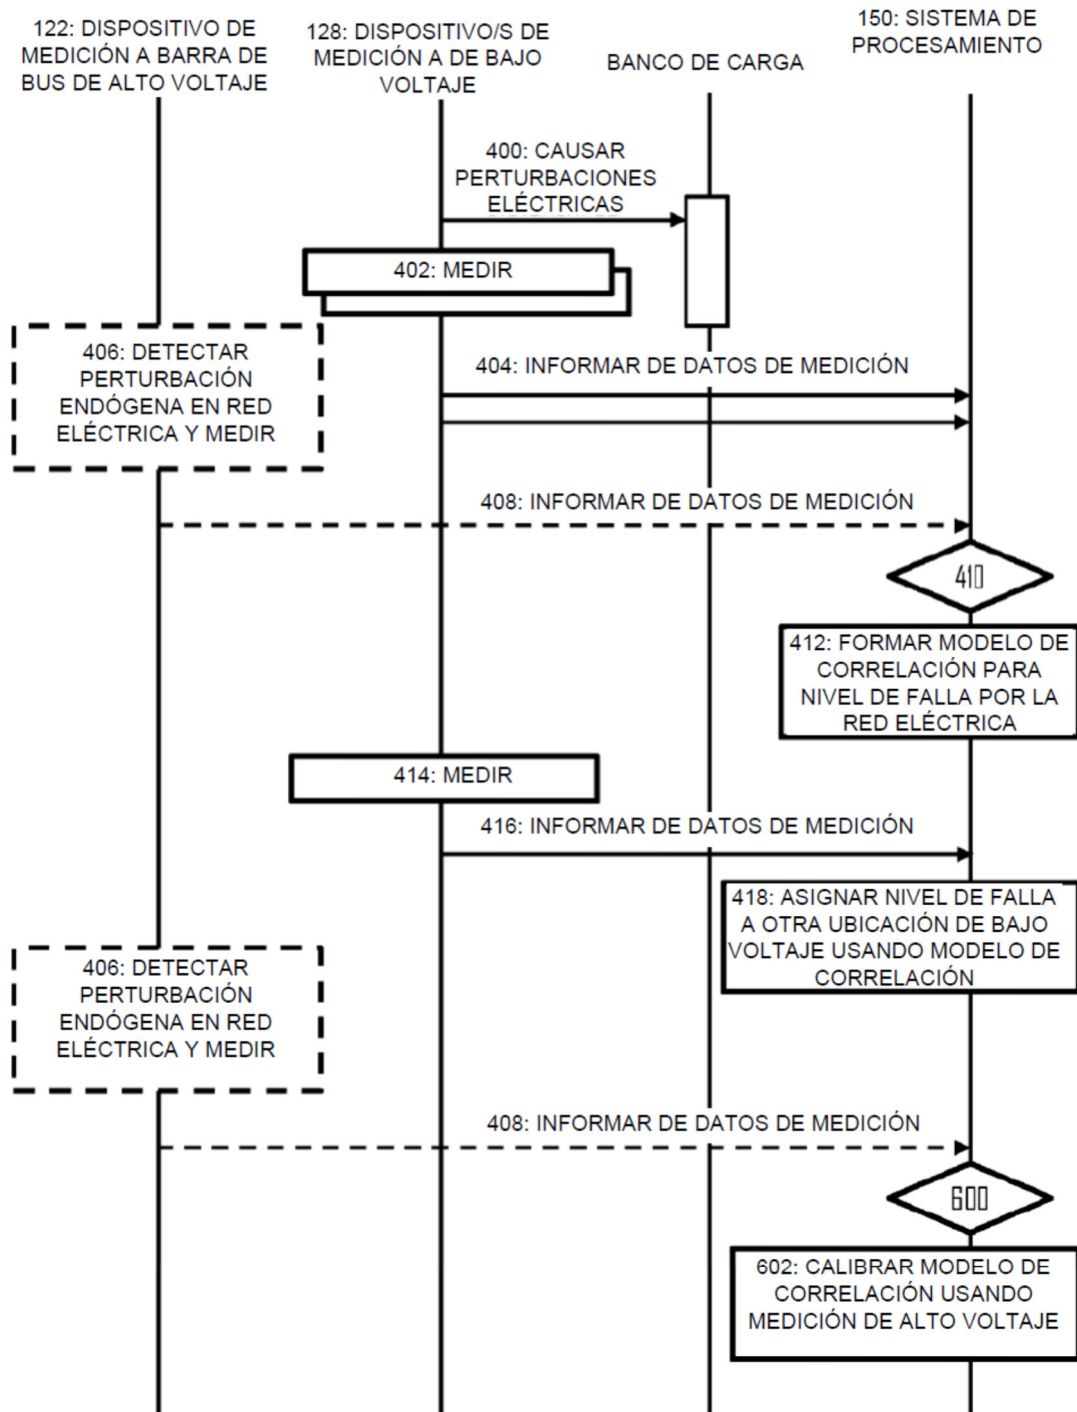 122: DISPOSITIVO DE
MEDICIÓN A BARRA DE
BUS DE ALTO VOLTAJE
128: DISPOSITIVO/S DE
MEDICIÓN A DE BAJO
VOLTAJE
BANCO DE CARGA
150: SISTEMA DE
PROCESAMIENTO
400: CAUSAR
PERTURBACIONES
ELÉCTRICAS
402: MEDIR
406: DETECTAR
PERTURBACIÓN
ENDÓGENA EN RED
ELÉCTRICA Y MEDIR
404: INFORMAR DE DATOS DE MEDICIÓN
408: INFORMAR DE DATOS DE MEDICIÓN
410
412: FORMAR MODELO DE
CORRELACIÓN PARA
NIVEL DE FALLA POR LA
RED ELÉCTRICA
414: MEDIR
416: INFORMAR DE DATOS DE MEDICIÓN
418: ASIGNAR NIVEL DE FALLA
A OTRA UBICACIÓN DE BAJO
VOLTAJE USANDO MODELO DE
CORRELACIÓN
406: DETECTAR
PERTURBACIÓN
ENDÓGENA EN RED
ELÉCTRICA Y MEDIR
408: INFORMAR DE DATOS DE MEDICIÓN
600
602: CALIBRAR MODELO DE
CORRELACIÓN USANDO
MEDICIÓN DE ALTO VOLTAJE